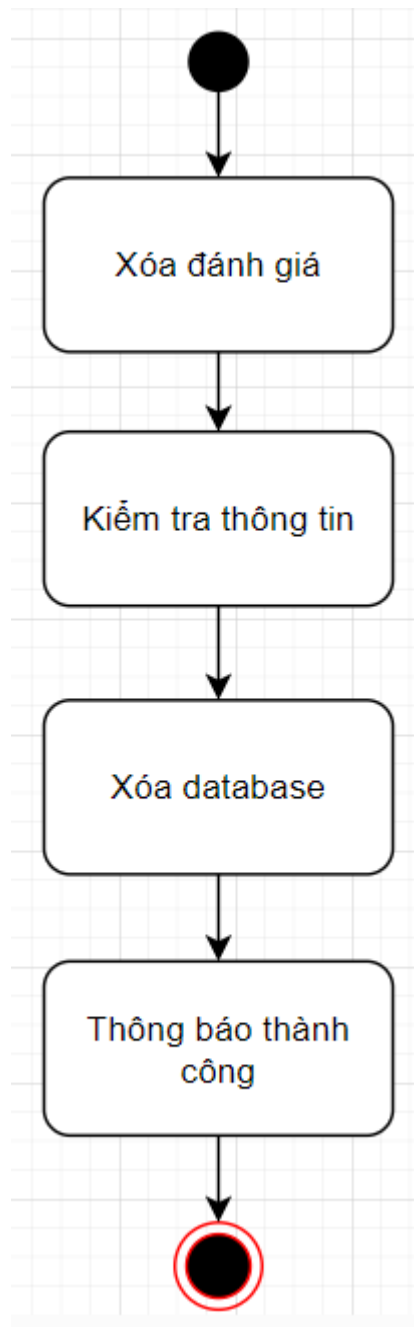 Xóa đánh giá
Kiểm tra thông tin
Xóa database
Thông báo thành
công